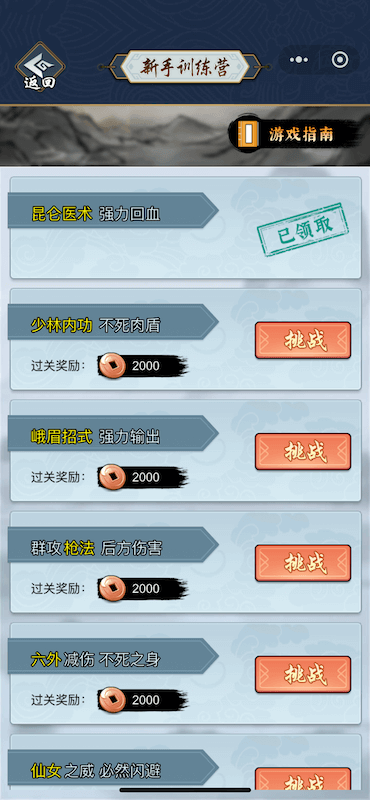 新手训练营
返回
游戏指南
昆仑医术 强力回血
已领取
少林内功 不死肉盾
挑战
过关奖励： 2000
峨眉招式 强力输出
挑战
过关奖励： 2000
群攻枪法 后方伤害
挑战
过关奖励： 2000
六外减伤 不死之身
挑战
过关奖励： 2000
仙女之威 必然闪避
挑战